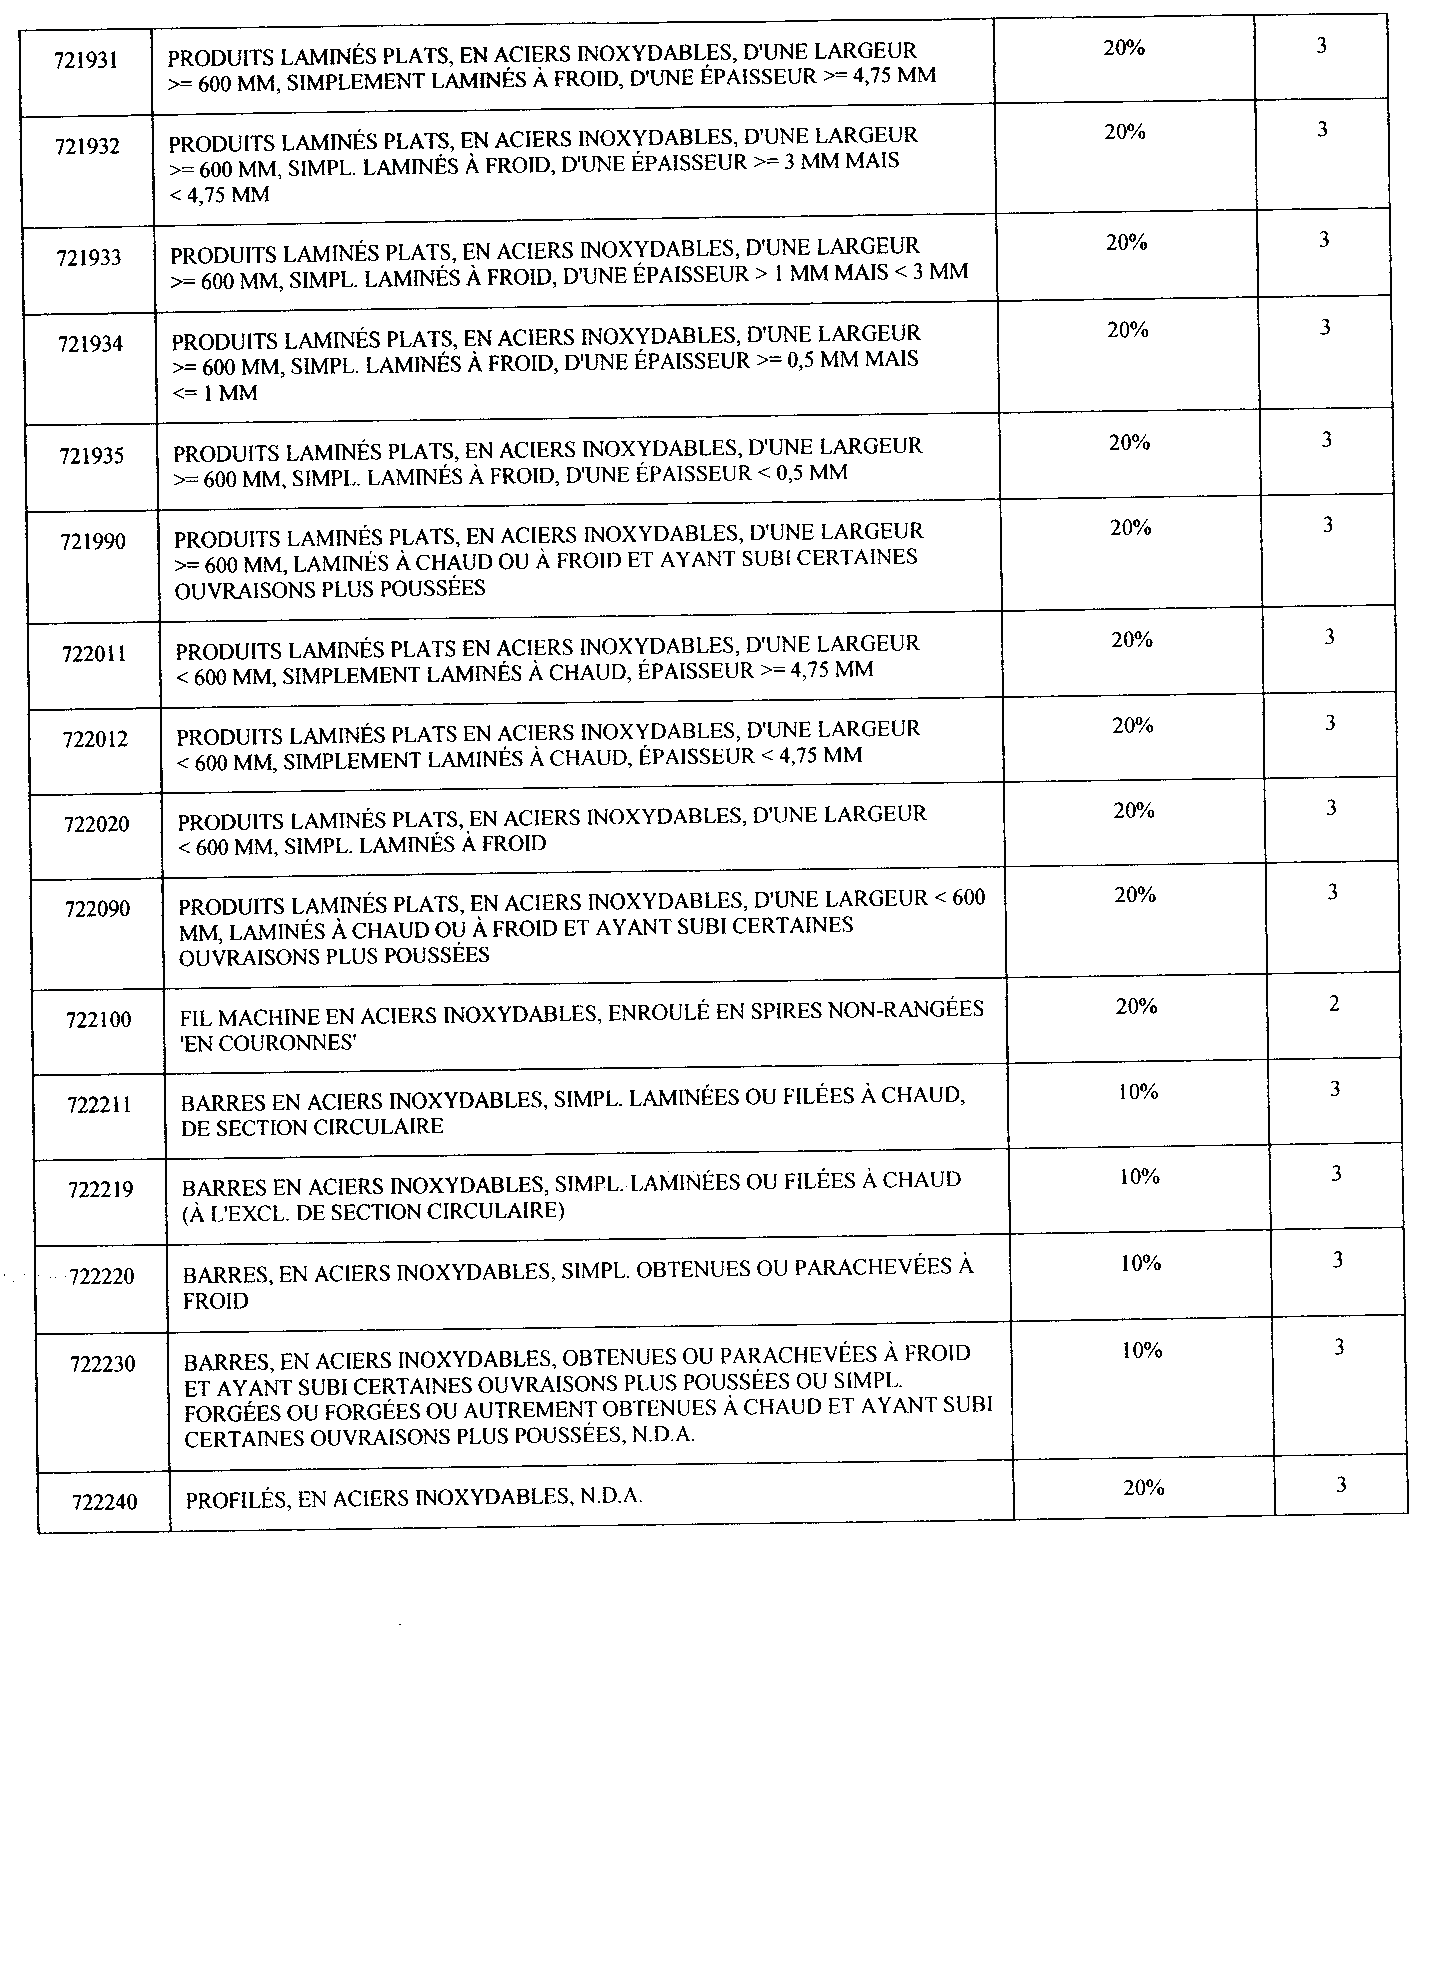 721931 PRODUITS LAMINÉS PLATS, EN ACIERS INOXYDABLES, D'UNE LARGEUR 20% 3
>= 600 MM, SIMPLEMENT LAMINÉS À FROID, D'UNE ÉPAISSEUR >= 4,75 MM
721932 PRODUITS LAMINÉS PLATS, EN ACIERS INOXYDABLES, D'UNE LARGEUR 20% 3
>= 600 MM, SIMPL. LAMINÉS À FROID, D'UNE ÉPAISSEUR >= 3 MM MAIS
< 4,75 MM
721933 PRODUITS LAMINÉS PLATS, EN ACIERS INOXYDABLES, D'UNE LARGEUR 20% 3
>= 600 MM, SIMPL. LAMINÉS À FROID, D'UNE ÉPAISSEUR > 1 MM MAIS < 3 MM
721934 PRODUITS LAMINÉS PLATS, EN ACIERS INOXYDABLES, D'UNE LARGEUR 20% 3
>= 600 MM, SIMPL. LAMINÉS À FROID, D'UNE ÉPAISSEUR >= 0,5 MM MAIS
<= 1 MM
721935 PRODUITS LAMINÉS PLATS, EN ACIERS INOXYDABLES, D'UNE LARGEUR 20% 3
>= 600 MM, SIMPL. LAMINÉS À FROID, D'UNE ÉPAISSEUR < 0,5 MM
721990 PRODUITS LAMINÉS PLATS, EN ACIERS INOXYDABLES, D'UNE LARGEUR 20% 3
>= 600 MM, LAMINÉS À CHAUD OU À FROID ET AYANT SUBI CERTAINES
OUVRAISONS PLUS POUSSÉES
722011 PRODUITS LAMINÉS PLATS EN ACIERS INOXYDABLES, D'UNE LARGEUR 20% 3
< 600 MM, SIMPLEMENT LAMINÉS À CHAUD, ÉPAISSEUR >= 4,75 MM
722012 PRODUITS LAMINÉS PLATS EN ACIERS INOXYDABLES, D'UNE LARGEUR 20% 3
< 600 MM, SIMPLEMENT LAMINÉS À CHAUD, ÉPAISSEUR < 4,75 MM
722020 PRODUITS LAMINÉS PLATS, EN ACIERS INOXYDABLES, D'UNE LARGEUR 20% 3
< 600 MM, SIMPL. LAMINÉS À FROID
722090 PRODUITS LAMINÉS PLATS, EN ACIERS INOXYDABLES, D'UNE LARGEUR < 600 20% 3
MM, LAMINÉS À CHAUD OU À FROID ET AYANT SUBI CERTAINES
OUVRAISONS PLUS POUSSÉES
722100 FIL MACHINE EN ACIERS INOXYDABLES, ENROULÉ EN SPIRES NON-RANGÉES 20% 2
'EN COURONNES'
722211 BARRES EN ACIERS INOXYDABLES, SIMPL. LAMINÉES OU FILÉES À CHAUD, 10% 3
DE SECTION CIRCULAIRE
722219 BARRES EN ACIERS INOXYDABLES, SIMPL. LAMINÉES OU FILÉES À CHAUD 10% 3
(À L'EXCL. DE SECTION CIRCULAIRE)
722220 BARRES, EN ACIERS INOXYDABLES, SIMPL. OBTENUES OU PARACHEVÉES À 10% 3
FROID
722230 BARRES, EN ACIERS INOXYDABLES, OBTENUES OU PARACHEVÉES À FROID 10% 3
ET AYANT SUBI CERTAINES OUVRAISONS PLUS POUSSÉES OU SIMPL.
FORGÉES OU FORGÉES OU AUTREMENT OBTENUES À CHAUD ET AYANT SUBI
CERTAINES OUVRAISONS PLUS POUSSÉES, N.D.A.
722240 PROFILÉS, EN ACIERS INOXYDABLES, N.D.A. 20% 3